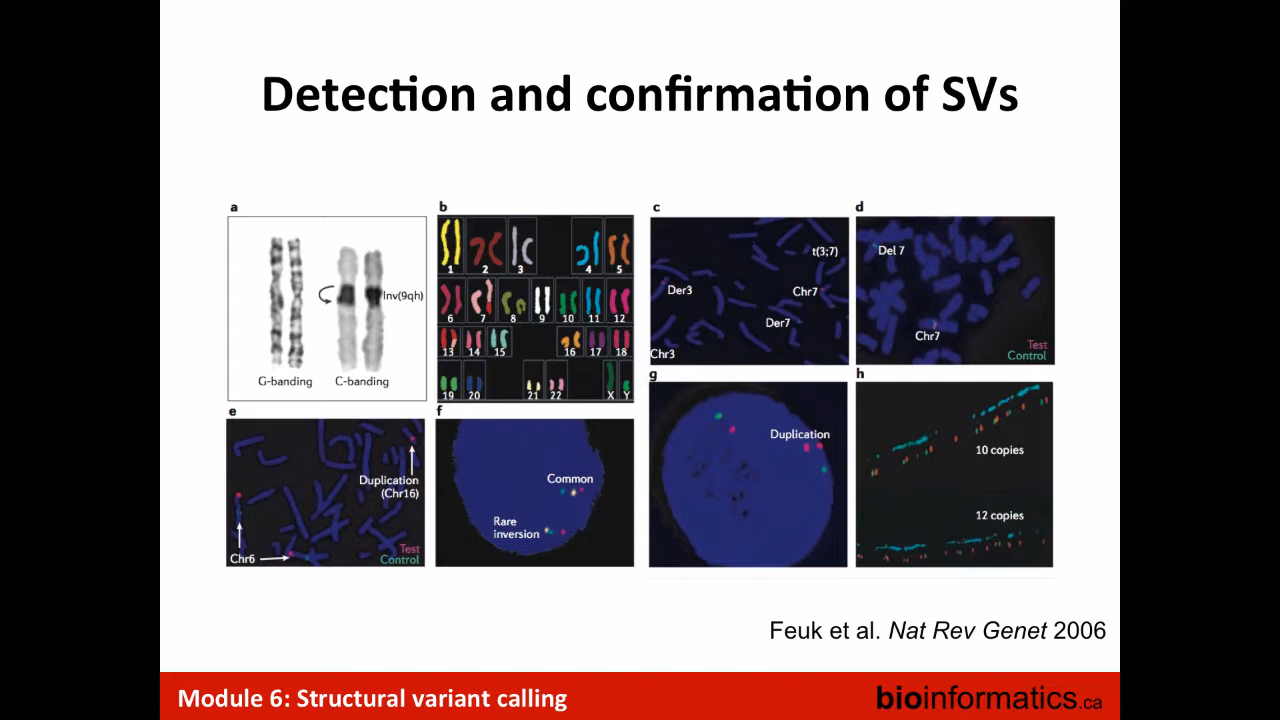 Detection and confirmation of SVs
a
Inv(9qh)
G-banding C-banding
b
1 2 3 4 5
6 7 8 9 10 11 12
13 14 15 16 17 18
19 20 21 22 X Y
c
t(3;7)
Der3
Chr7
Der7
Chr3
d
Del 7
Chr7
Test
Control
e
Duplication
(Chr16)
Chr6
Test
Control
f
Common
Rare
inversion
g
Duplication
h
10 copies
12 copies
Feuk et al. Nat Rev Genet 2006
Module 6: Structural variant calling
bioinformatics.ca